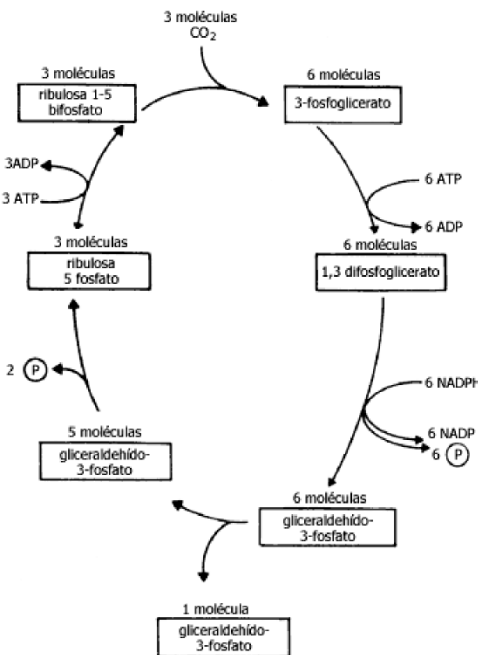 3 moléculas
CO2
3 moléculas
ribulosa 1-5
bifosfato
6 moléculas
3-fosfoglicerato
3ADP
3 ATP
6 ATP
6 ADP
3 moléculas
ribulosa
5 fosfato
6 moléculas
1,3 difosfoglicerato
2 P
6 NADPH
6 NADP
6 P
5 moléculas
gliceraldehído-
3-fosfato
6 moléculas
gliceraldehído-
3-fosfato
1 molécula
gliceraldehído-
3-fosfato